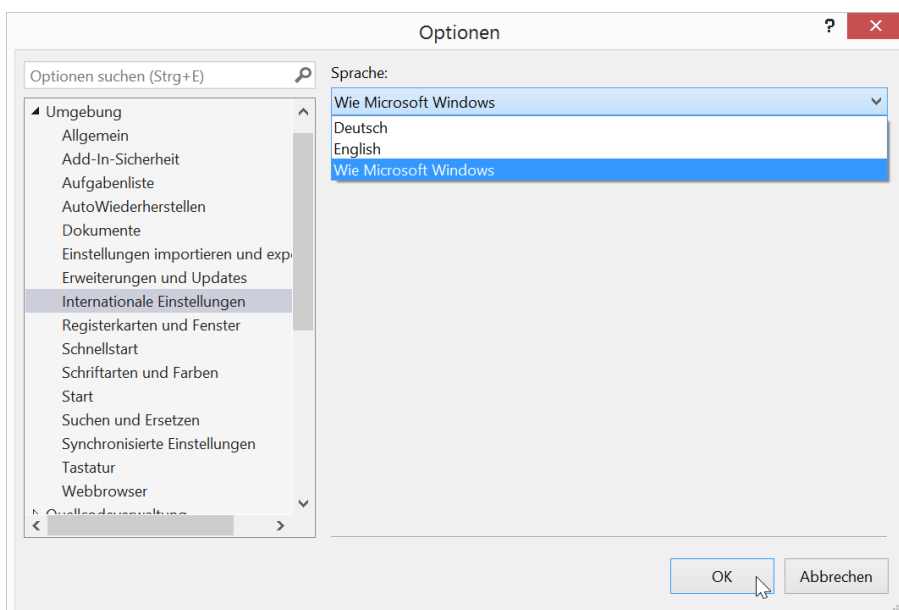 Optionen
?
Optionen suchen (Strg+E)
Umgebung
Allgemein
Add-In-Sicherheit
Aufgabenliste
AutoWiederherstellen
Dokumente
Einstellungen importieren und exp
Erweiterungen und Updates
Internationale Einstellungen
Registerkarten und Fenster
Schnellstart
Schriftarten und Farben
Start
Suchen und Ersetzen
Synchronisierte Einstellungen
Tastatur
Webbrowser
Quellcodeverwaltung
Sprache:
Wie Microsoft Windows
Deutsch
English
Wie Microsoft Windows
OK
Abbrechen